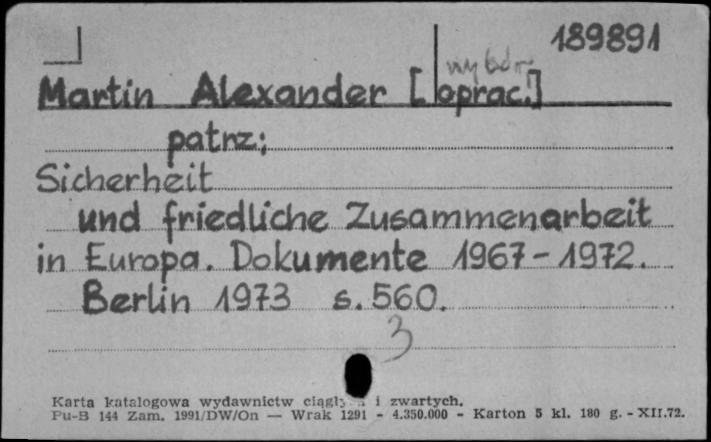 189891
wybór
Martin Alexander [oprac.]
patrz;
Sicherheit
und friedliche Zusammenarbeit
in Europa. Dokumente 1967-1972.
Berlin 1973 s. 560.
3
Karta katalogowa wydawnictw i zwartych.
Pu-B 144 Zam. 1991/DW/On — Wrak 1291 - 4.350.000 - Karton 5 kl. 180 g. - XII.72.